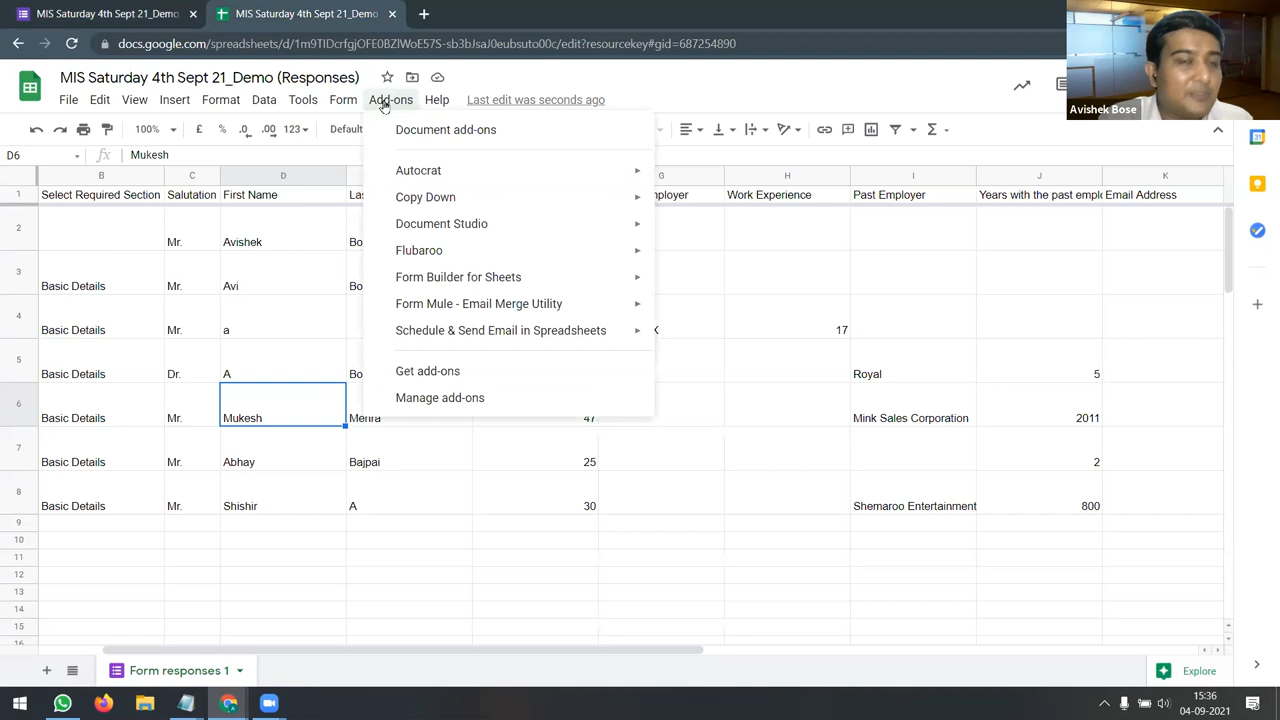 MIS Saturday 4th Sept 21_Demo
MIS Saturday 4th Sept 21_Demo (
docs.google.com/spreadsheets/d/1m9TIDcrfgjOFE0BZlWoE57S-sb3bJsaJ0eubsuto00c/edit?resourcekey#gid=687254890
MIS Saturday 4th Sept 21_Demo (Responses)
File Edit View Insert Format Data Tools Form Add-ons Help Last edit was seconds ago
Avishek Bose
100% £ % .0 .00 123 Default
D6 fx Mukesh
Document add-ons
Autocrat
Copy Down
Document Studio
Flubaroo
Form Builder for Sheets
Form Mule - Email Merge Utility
Schedule & Send Email in Spreadsheets
Get add-ons
Manage add-ons
B C D G H I J K
1 Select Required Section Salutation First Name Las ployer Work Experience Past Employer Years with the past emplo Email Address
2 Mr. Avishek Bo
3 Basic Details Mr. Avi Bo
4 Basic Details Mr. a K 17
5 Basic Details Dr. A Bo Royal 5
6 Basic Details Mr. Mukesh Mehra 47 Mink Sales Corporation 2011
7 Basic Details Mr. Abhay Bajpai 25 2
8 Basic Details Mr. Shishir A 30 Shemaroo Entertainment 800
9
10
11
12
13
14
15
16
Form responses 1 Explore
15:36
04-09-2021